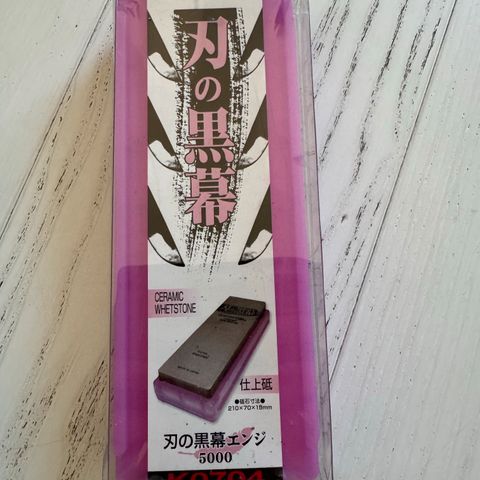 刃の黒幕
CERAMIC
WHETSTONE
仕上砥
●砥石寸法●
210×70×15mm
刃の黒幕エンジ
5000
K0704